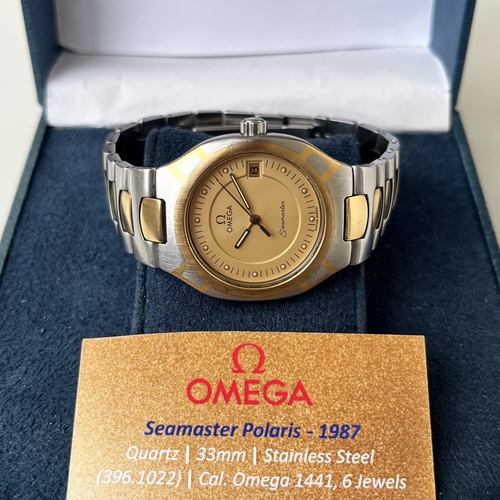 Ω
OMEGA
Seamaster
Ω
OMEGA
Seamaster Polaris - 1987
Quartz | 33mm | Stainless Steel
(396.1022) | Cal. Omega 1441, 6 Jewels